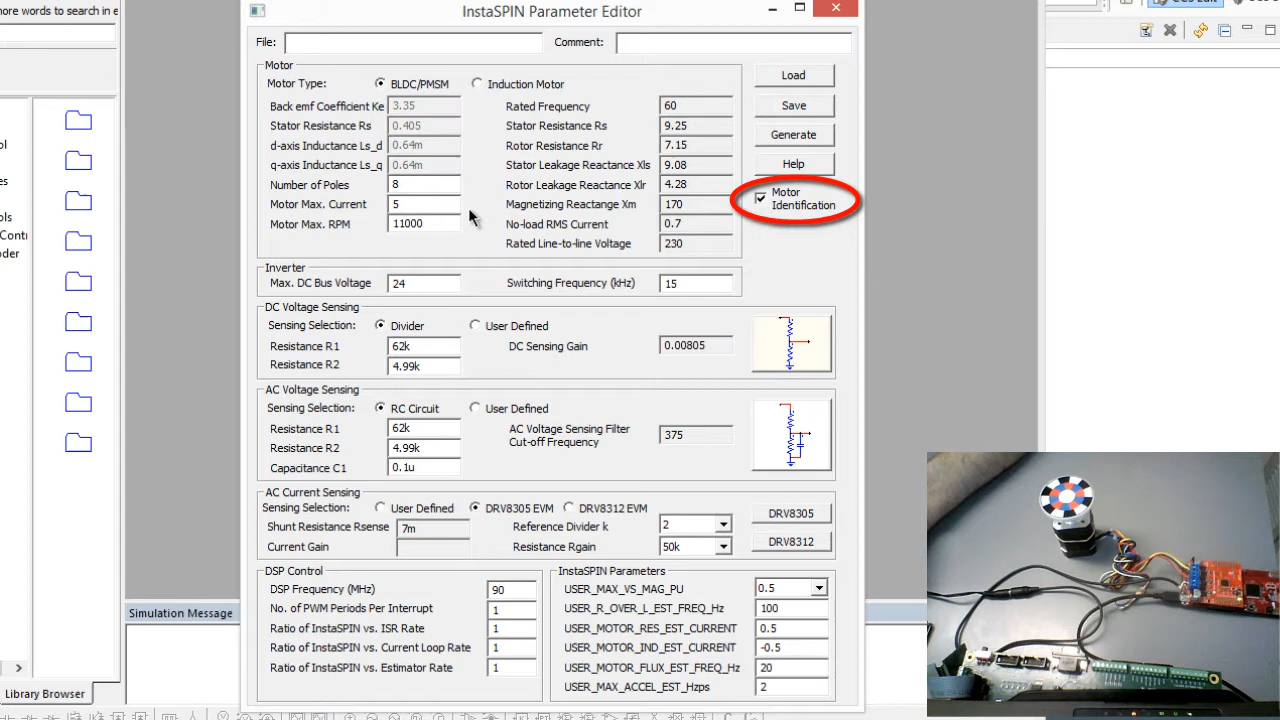 more words to search in e
CCS Edit
InstaSPIN Parameter Editor
File:
Comment:
Motor
Motor Type: BLDC/PMSM Induction Motor
Back emf Coefficient Ke 3.35 Rated Frequency 60
Stator Resistance Rs 0.405 Stator Resistance Rs 9.25
d-axis Inductance Ls_d 0.64m Rotor Resistance Rr 7.15
q-axis Inductance Ls_q 0.64m Stator Leakage Reactance Xls 9.08
Number of Poles 8 Rotor Leakage Reactance Xlr 4.28
Motor Max. Current 5 Magnetizing Reactange Xm 170
Motor Max. RPM 11000 No-load RMS Current 0.7
Rated Line-to-line Voltage 230
Load
Save
Generate
Help
Motor
Identification
Inverter
Max. DC Bus Voltage 24 Switching Frequency (kHz) 15
DC Voltage Sensing
Sensing Selection: Divider User Defined
Resistance R1 62k DC Sensing Gain 0.00805
Resistance R2 4.99k
AC Voltage Sensing
Sensing Selection: RC Circuit User Defined
Resistance R1 62k AC Voltage Sensing Filter
Cut-off Frequency 375
Resistance R2 4.99k
Capacitance C1 0.1u
AC Current Sensing
Sensing Selection: User Defined DRV8305 EVM DRV8312 EVM
Shunt Resistance Rsense 7m Reference Divider k 2
Current Gain Resistance Rgain 50k
DRV8305
DRV8312
DSP Control
DSP Frequency (MHz) 90
No. of PWM Periods Per Interrupt 1
Ratio of InstaSPIN vs. ISR Rate 1
Ratio of InstaSPIN vs. Current Loop Rate 1
Ratio of InstaSPIN vs. Estimator Rate 1
InstaSPIN Parameters
USER_MAX_VS_MAG_PU 0.5
USER_R_OVER_L_EST_FREQ_Hz 100
USER_MOTOR_RES_EST_CURRENT 0.5
USER_MOTOR_IND_EST_CURRENT -0.5
USER_MOTOR_FLUX_EST_FREQ_Hz 20
USER_MAX_ACCEL_EST_Hzps 2
Simulation Message
Library Browser